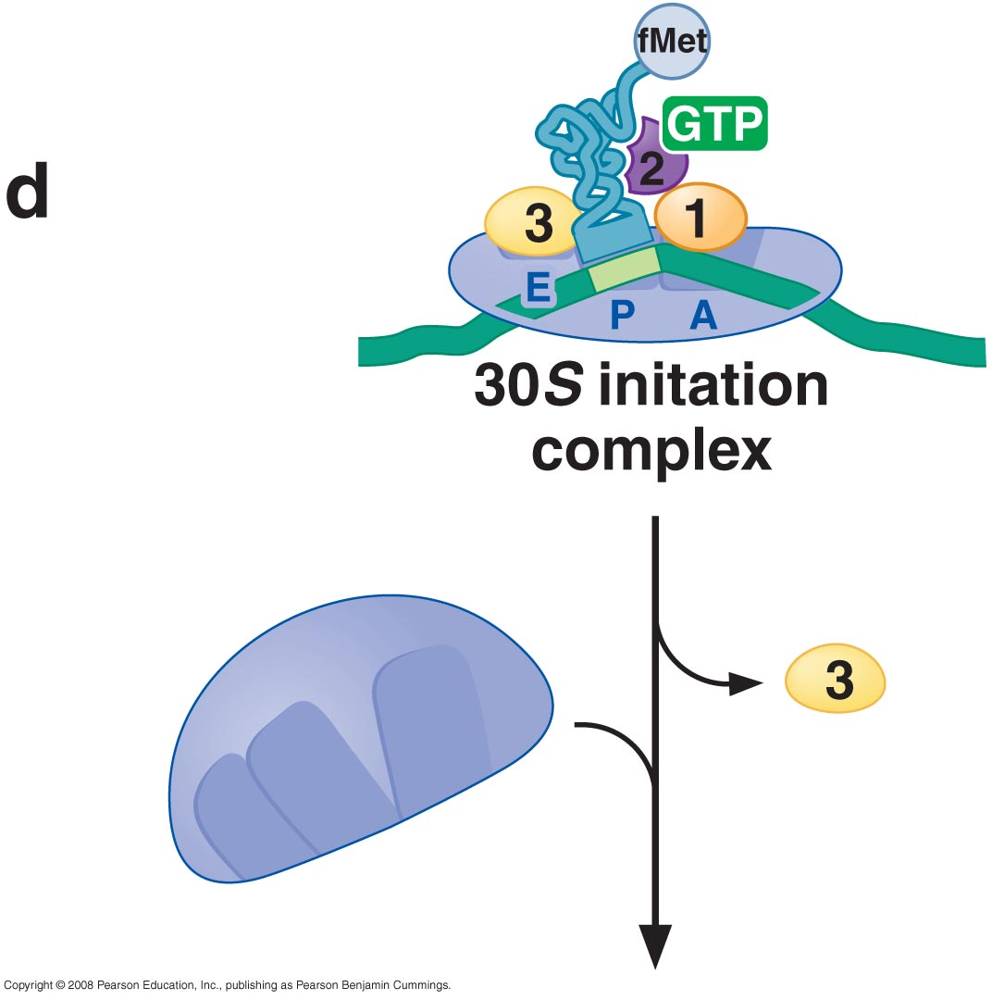 fMet
GTP
d
2
3
1
E
P A
30S initation
complex
3
Copyright © 2008 Pearson Education, Inc., publishing as Pearson Benjamin Cummings.